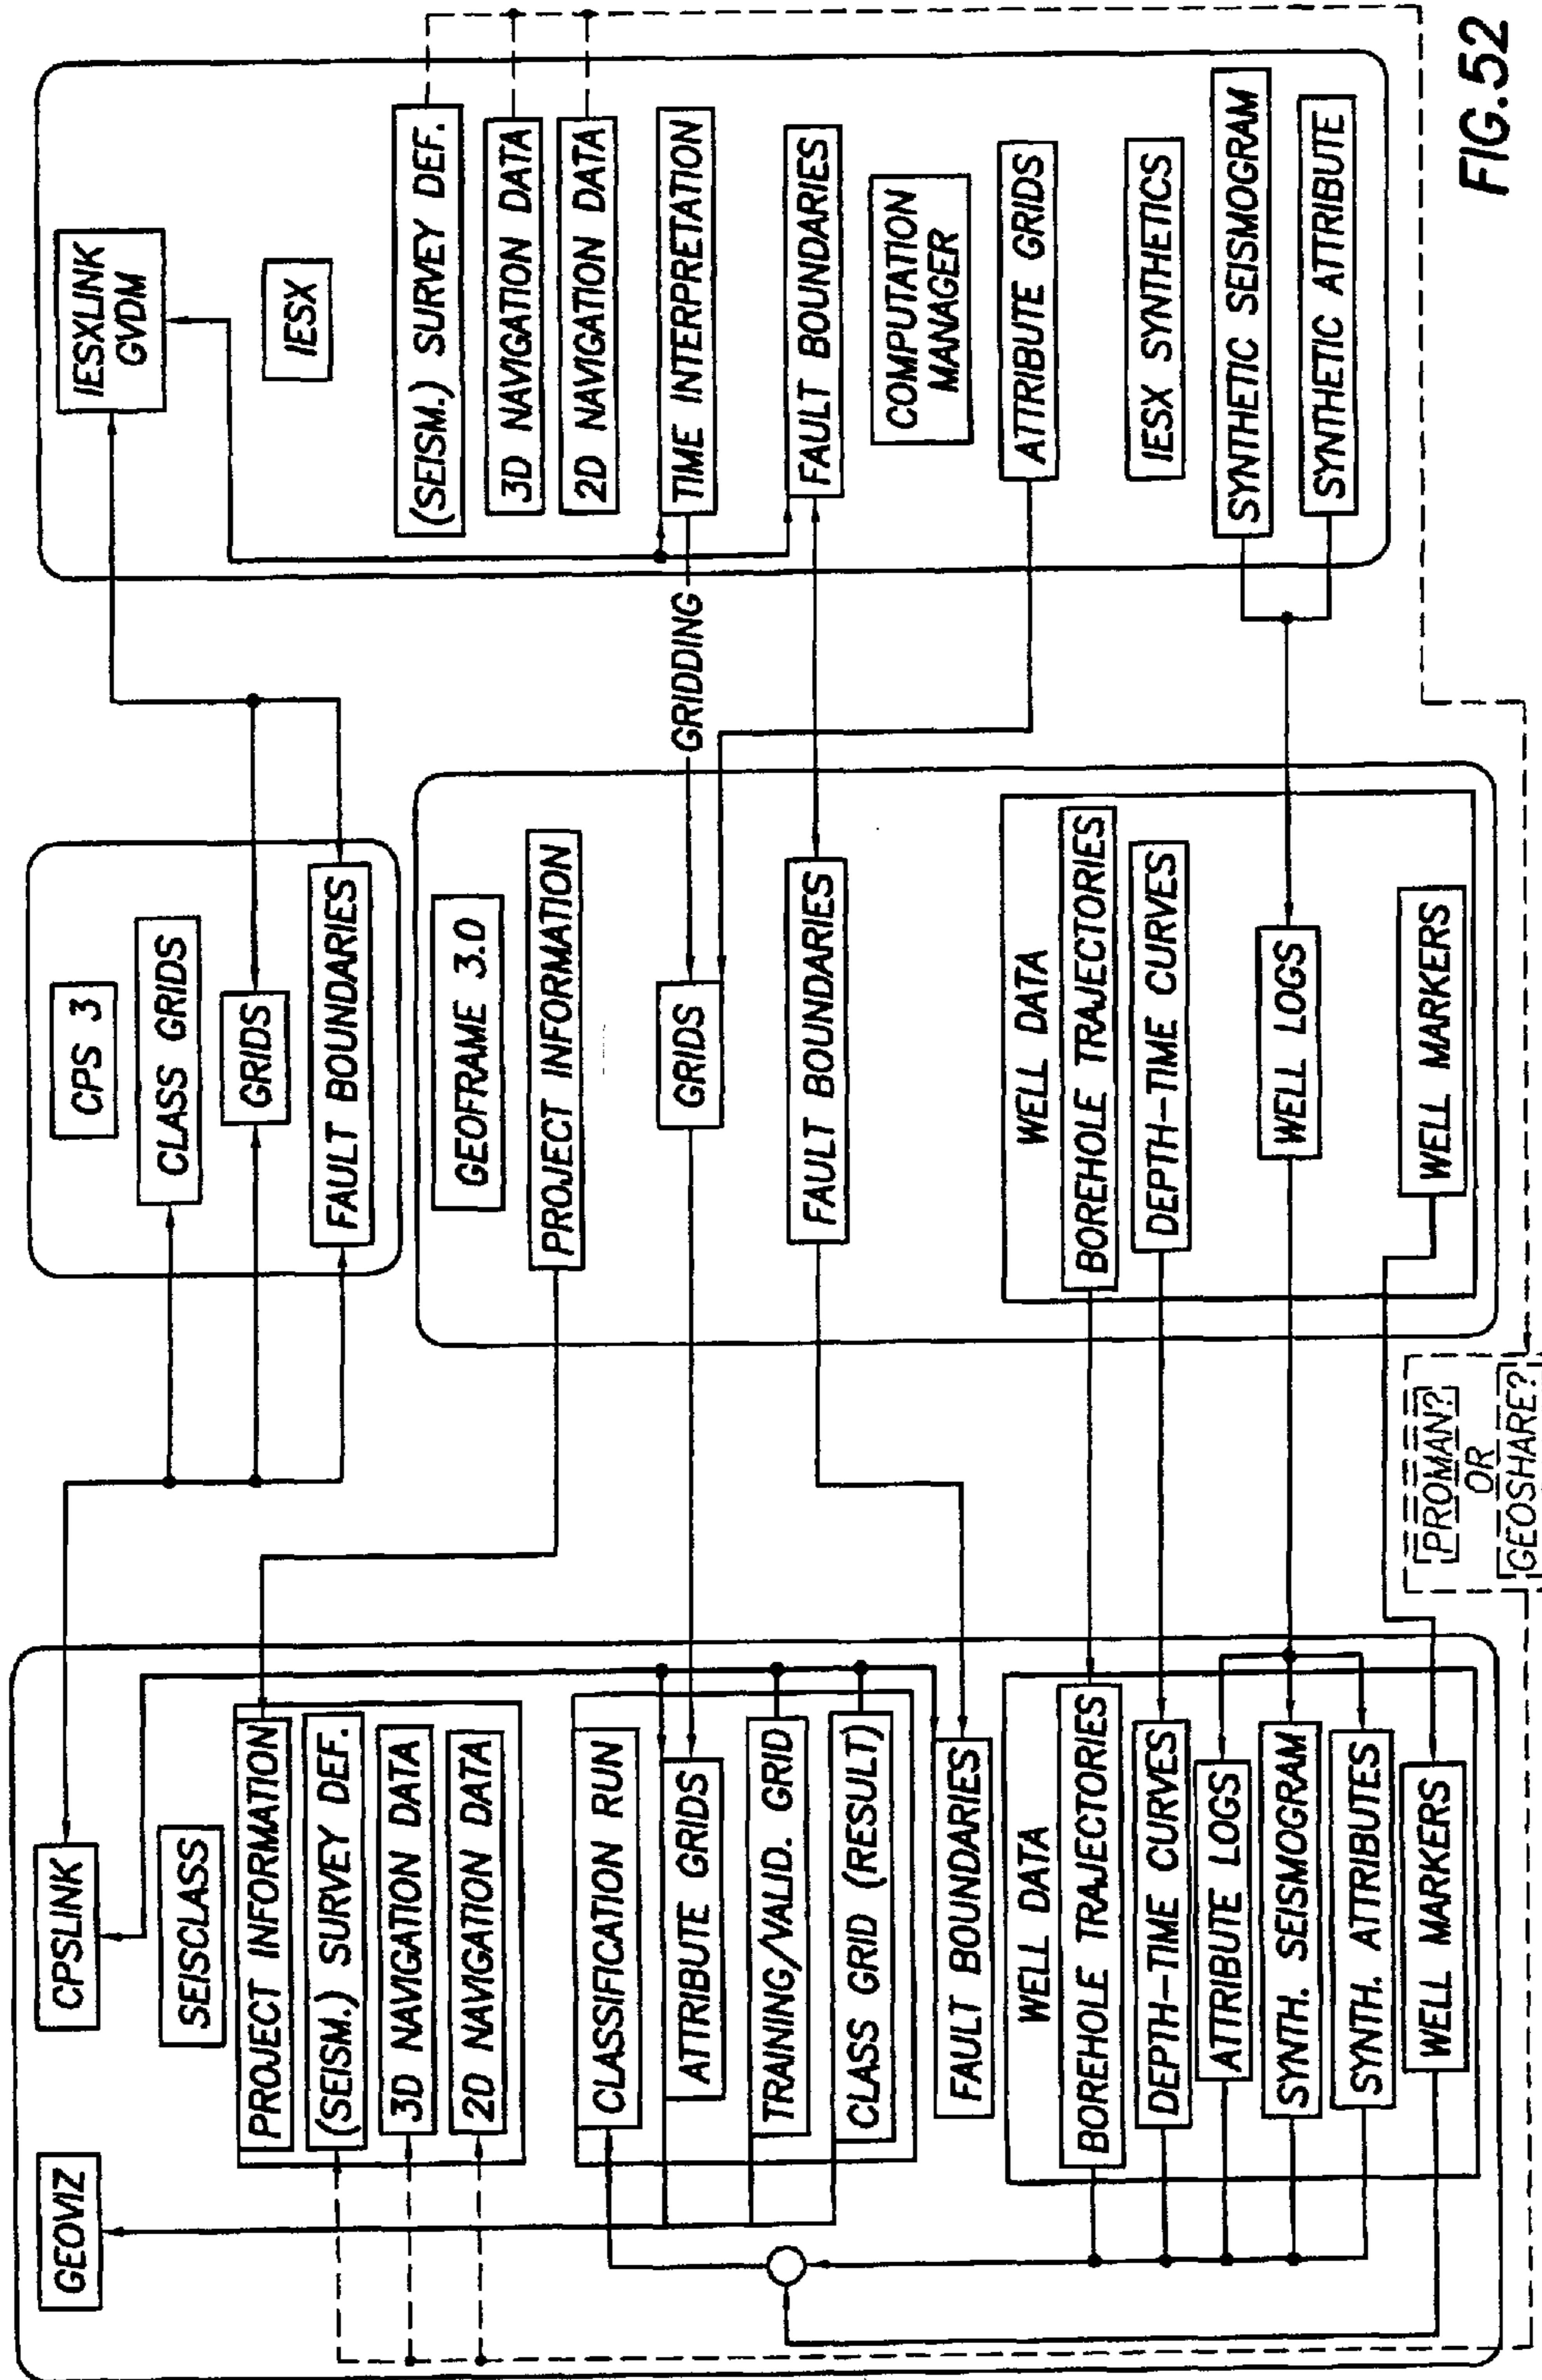 GEOVIZ
CPSLINK
SEISCLASS
PROJECT INFORMATION
(SEISM.) SURVEY DEF.
3D NAVIGATION DATA
2D NAVIGATION DATA
CLASSIFICATION RUN
ATTRIBUTE GRIDS
TRAINING/VALID. GRID
CLASS GRID (RESULT)
FAULT BOUNDARIES
WELL DATA
BOREHOLE TRAJECTORIES
DEPTH-TIME CURVES
ATTRIBUTE LOGS
SYNTH. SEISMOGRAM
SYNTH. ATTRIBUTES
WELL MARKERS
CPS 3
CLASS GRIDS
GRIDS
FAULT BOUNDARIES
GEOFRAME 3.0
PROJECT INFORMATION
GRIDS
FAULT BOUNDARIES
WELL DATA
BOREHOLE TRAJECTORIES
DEPTH-TIME CURVES
WELL LOGS
WELL MARKERS
PROMAN?
OR
GEOSHARE?
GRIDDING
IESXLINK
GVDM
IESX
(SEISM.) SURVEY DEF.
3D NAVIGATION DATA
2D NAVIGATION DATA
TIME INTERPRETATION
FAULT BOUNDARIES
COMPUTATION
MANAGER
ATTRIBUTE GRIDS
IESX SYNTHETICS
SYNTHETIC SEISMOGRAM
SYNTHETIC ATTRIBUTE
FIG.52